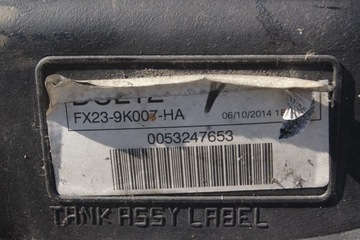 FX23-9K007-HA 06/10/2014
0053247653
TANK ASSY LABEL